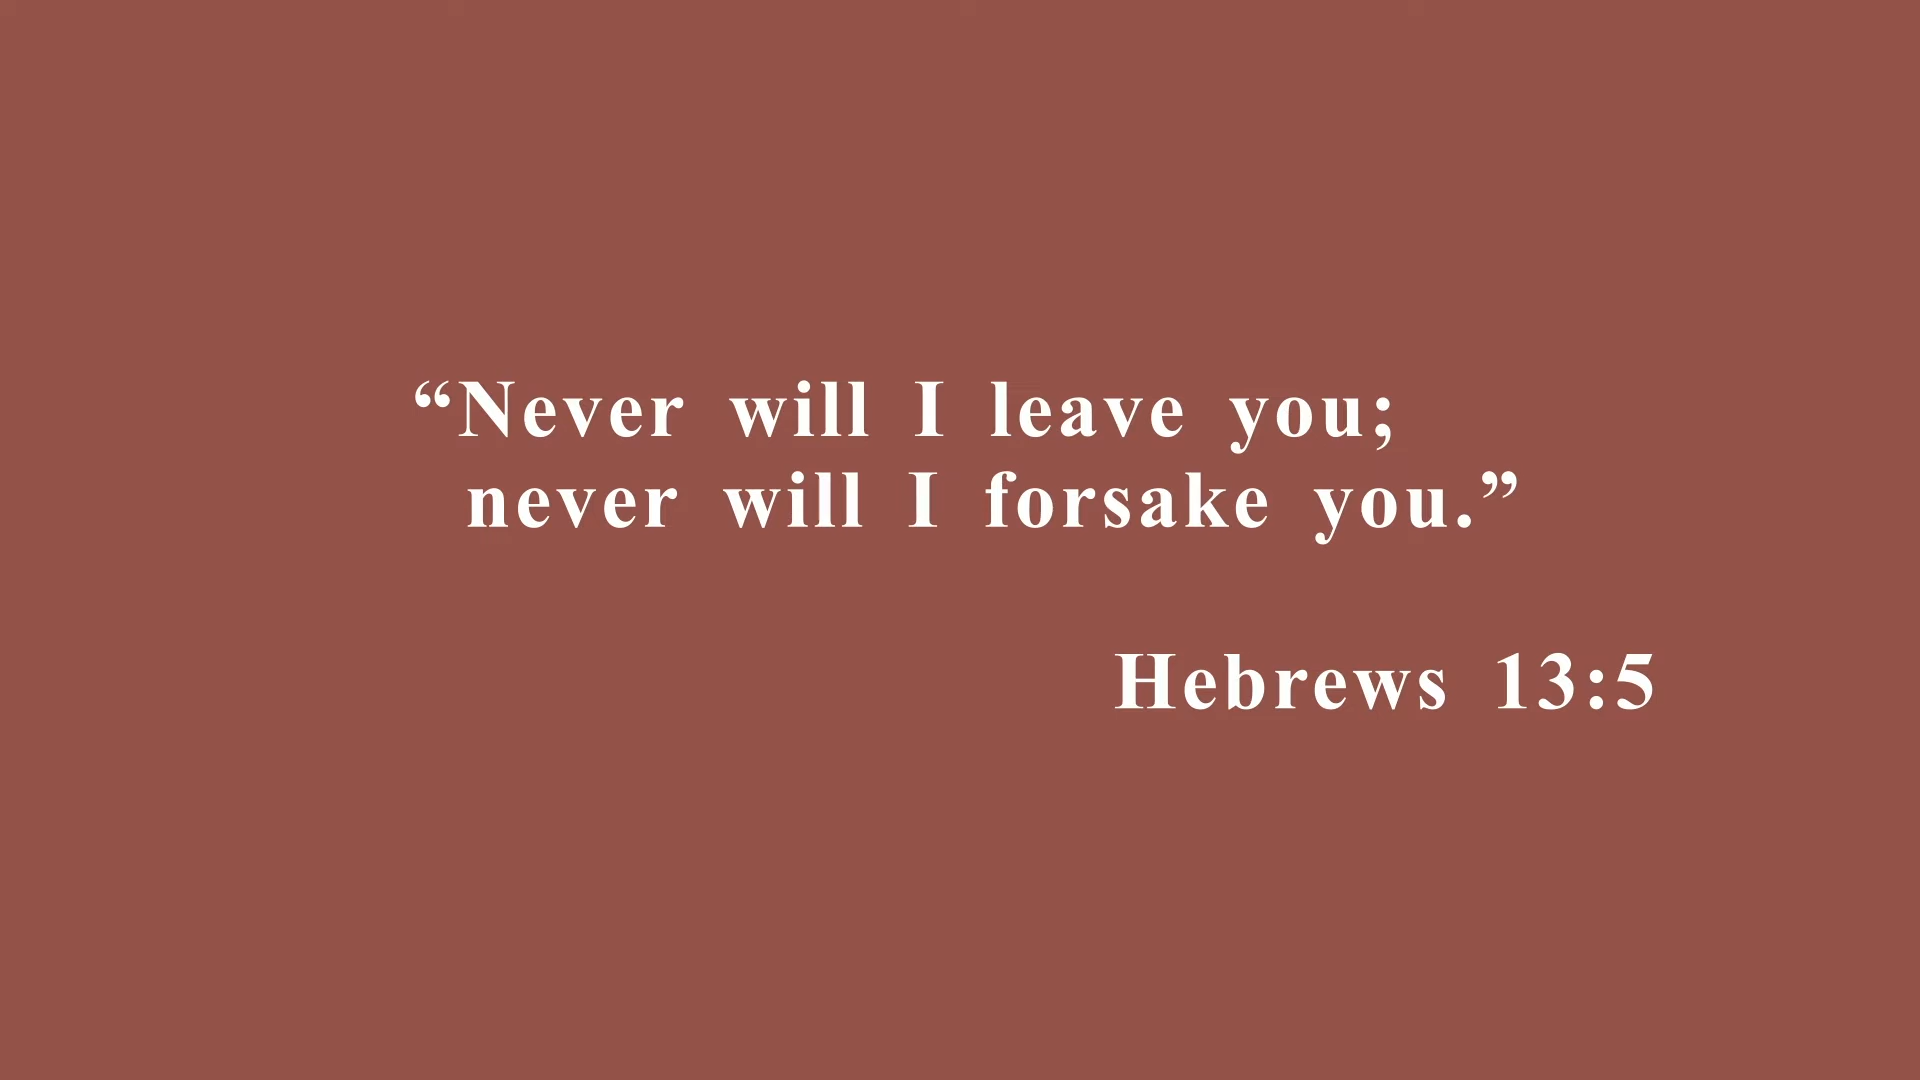 “Never will I leave you;
never will I forsake you.”
Hebrews 13:5